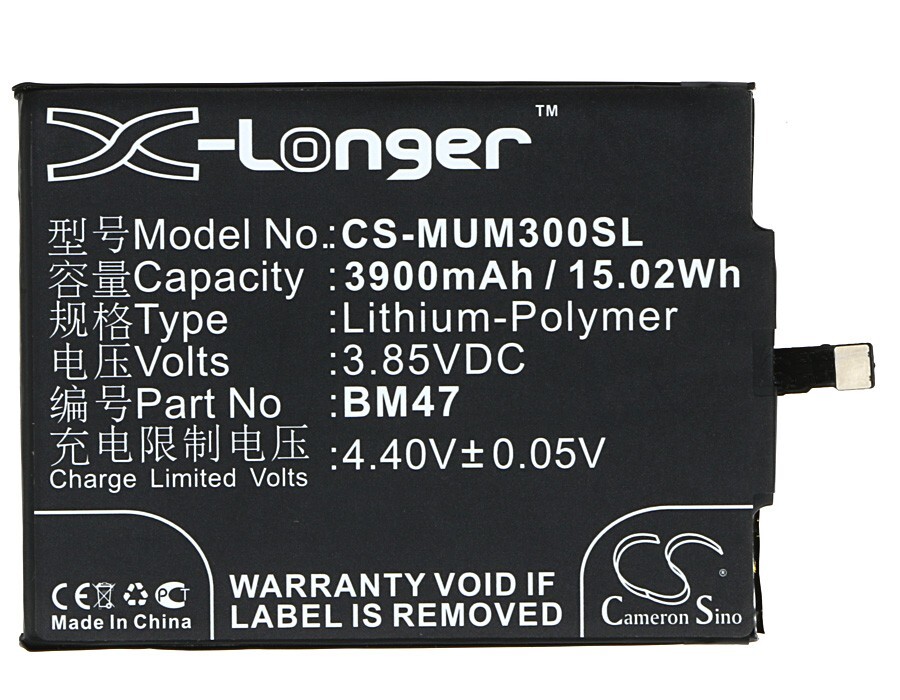 X-Longer™
型号Model No.:CS-MUM300SL
容量Capacity :3900mAh / 15.02Wh
规格Type :Lithium-Polymer
电压Volts :3.85VDC
编号Part No :BM47
充电限制电压 :4.40V±0.05V
Charge Limited Volts
CE PCT
Made In China
WARRANTY VOID IF
LABEL IS REMOVED
CS®
Cameron Sino